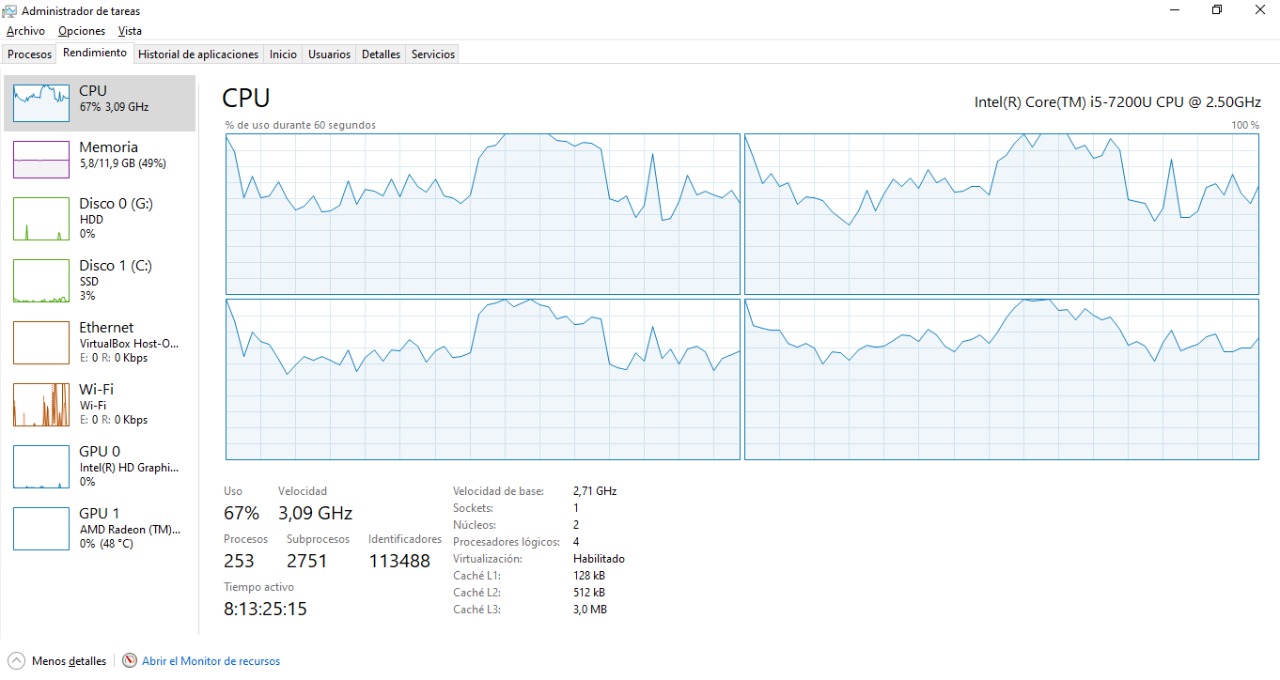 Administrador de tareas
Archivo Opciones Vista
Procesos Rendimiento Historial de aplicaciones Inicio Usuarios Detalles Servicios
CPU
67% 3,09 GHz
Memoria
5,8/11,9 GB (49%)
Disco 0 (G:)
HDD
0%
Disco 1 (C:)
SSD
3%
Ethernet
VirtualBox Host-O...
E: 0 R: 0 Kbps
Wi-Fi
Wi-Fi
E: 0 R: 0 Kbps
GPU 0
Intel(R) HD Graphi...
0%
GPU 1
AMD Radeon (TM)...
0% (48 °C)
CPU
Intel(R) Core(TM) i5-7200U CPU @ 2.50GHz
% de uso durante 60 segundos 100 %
Uso Velocidad
67% 3,09 GHz
Procesos Subprocesos Identificadores
253 2751 113488
Tiempo activo
8:13:25:15
Velocidad de base: 2,71 GHz
Sockets: 1
Núcleos: 2
Procesadores lógicos: 4
Virtualización: Habilitado
Caché L1: 128 kB
Caché L2: 512 kB
Caché L3: 3,0 MB
Menos detalles Abrir el Monitor de recursos